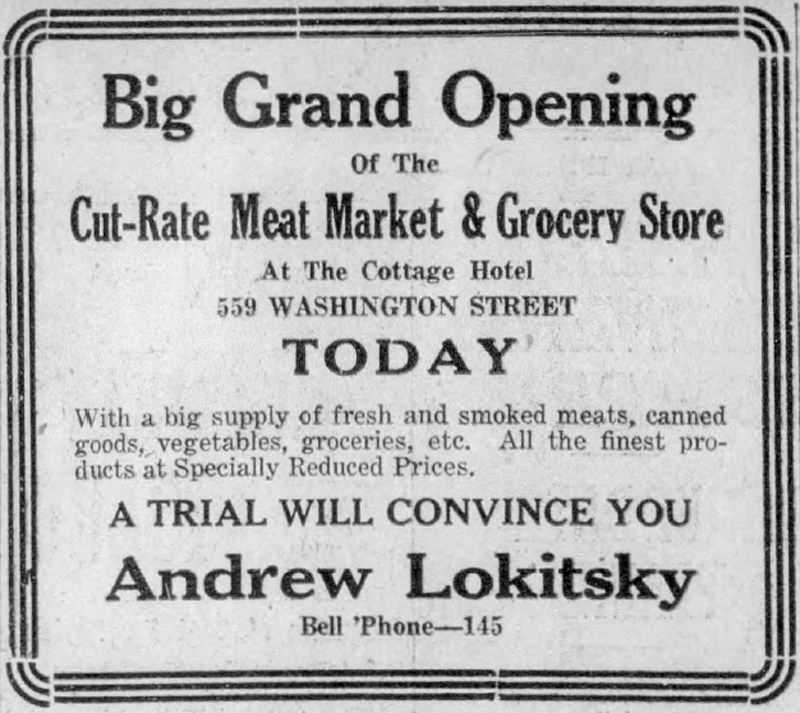 Big Grand Opening
Of The
Cut-Rate Meat Market & Grocery Store
At The Cottage Hotel
559 WASHINGTON STREET
TODAY
With a big supply of fresh and smoked meats, canned
goods, vegetables, groceries, etc. All the finest pro-
ducts at Specially Reduced Prices.
A TRIAL WILL CONVINCE YOU
Andrew Lokitsky
Bell 'Phone—145